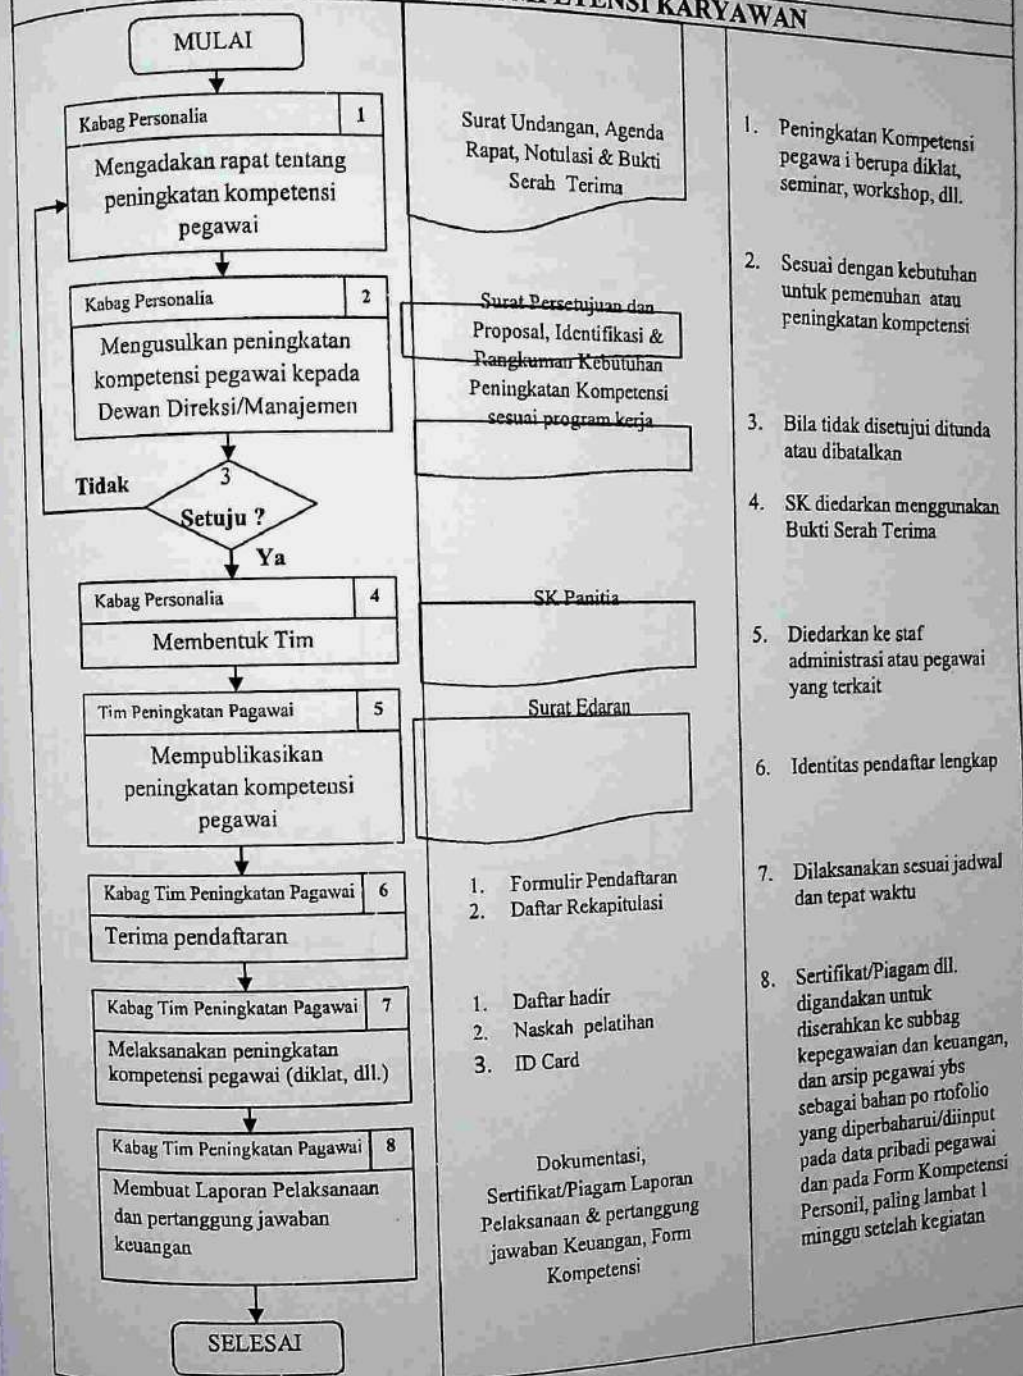 KARYAWAN
MULAI
Kabag Personalia 1
Mengadakan rapat tentang
peningkatan kompetensi
pegawai
Kabag Personalia 2
Mengusulkan peningkatan
kompetensi pegawai kepada
Dewan Direksi/Manajemen
3
Setuju ?
Tidak
Ya
Kabag Personalia 4
Membentuk Tim
Tim Peningkatan Pagawai 5
Mempublikasikan
peningkatan kompetensi
pegawai
Kabag Tim Peningkatan Pagawai 6
Terima pendaftaran
Kabag Tim Peningkatan Pagawai 7
Melaksanakan peningkatan
kompetensi pegawai (diklat, dll.)
Kabag Tim Peningkatan Pagawai 8
Membuat Laporan Pelaksanaan
dan pertanggung jawaban
keuangan
SELESAI
Surat Undangan, Agenda
Rapat, Notulasi & Bukti
Serah Terima
Surat Persetujuan dan
Proposal, Identifikasi &
Rangkuman Kebutuhan
Peningkatan Kompetensi
sesuai program kerja
SK Panitia
Surat Edaran
1. Formulir Pendaftaran
2. Daftar Rekapitulasi
1. Daftar hadir
2. Naskah pelatihan
3. ID Card
Dokumentasi,
Sertifikat/Piagam Laporan
Pelaksanaan & pertanggung
jawaban Keuangan, Form
Kompetensi
1. Peningkatan Kompetensi
pegawa i berupa diklat,
seminar, workshop, dll.
2. Sesuai dengan kebutuhan
untuk pemenuhan atau
peningkatan kompetensi
3. Bila tidak disetujui ditunda
atau dibatalkan
4. SK diedarkan menggunakan
Bukti Serah Terima
5. Diedarkan ke staf
administrasi atau pegawai
yang terkait
6. Identitas pendaftar lengkap
7. Dilaksanakan sesuai jadwal
dan tepat waktu
8. Sertifikat/Piagam dll.
digandakan untuk
diserahkan ke subbag
kepegawaian dan keuangan,
dan arsip pegawai ybs
sebagai bahan po rtofolio
yang diperbaharui/diinput
pada data pribadi pegawai
dan pada Form Kompetensi
Personil, paling lambat 1
minggu setelah kegiatan